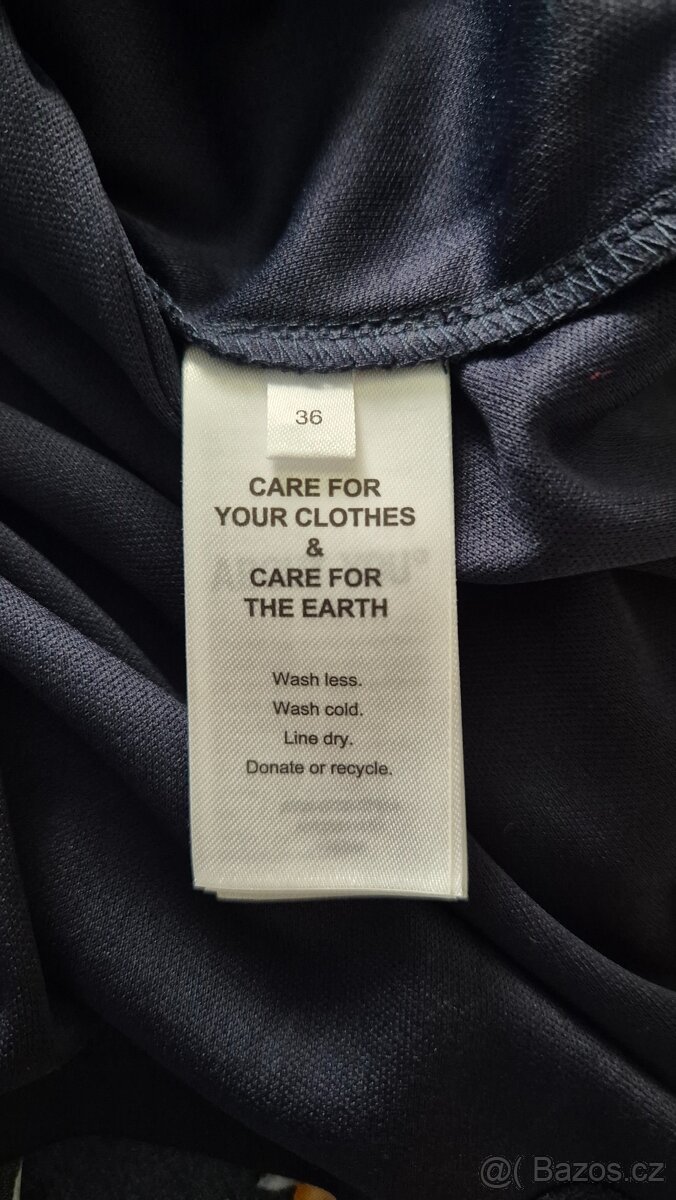 36
CARE FOR
YOUR CLOTHES
&
CARE FOR
THE EARTH
Wash less.
Wash cold.
Line dry.
Donate or recycle.
@( Bazos.cz